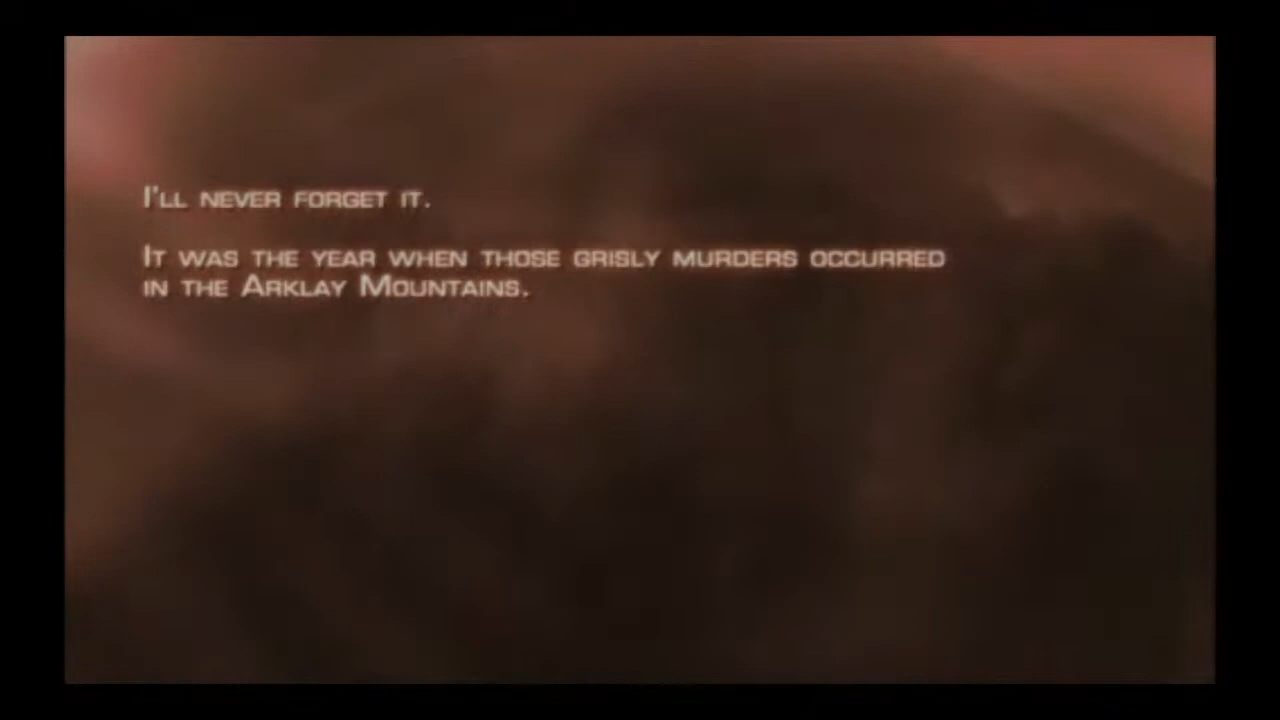 I'll never forget it.
It was the year when those grisly murders occurred
in the Arklay Mountains.